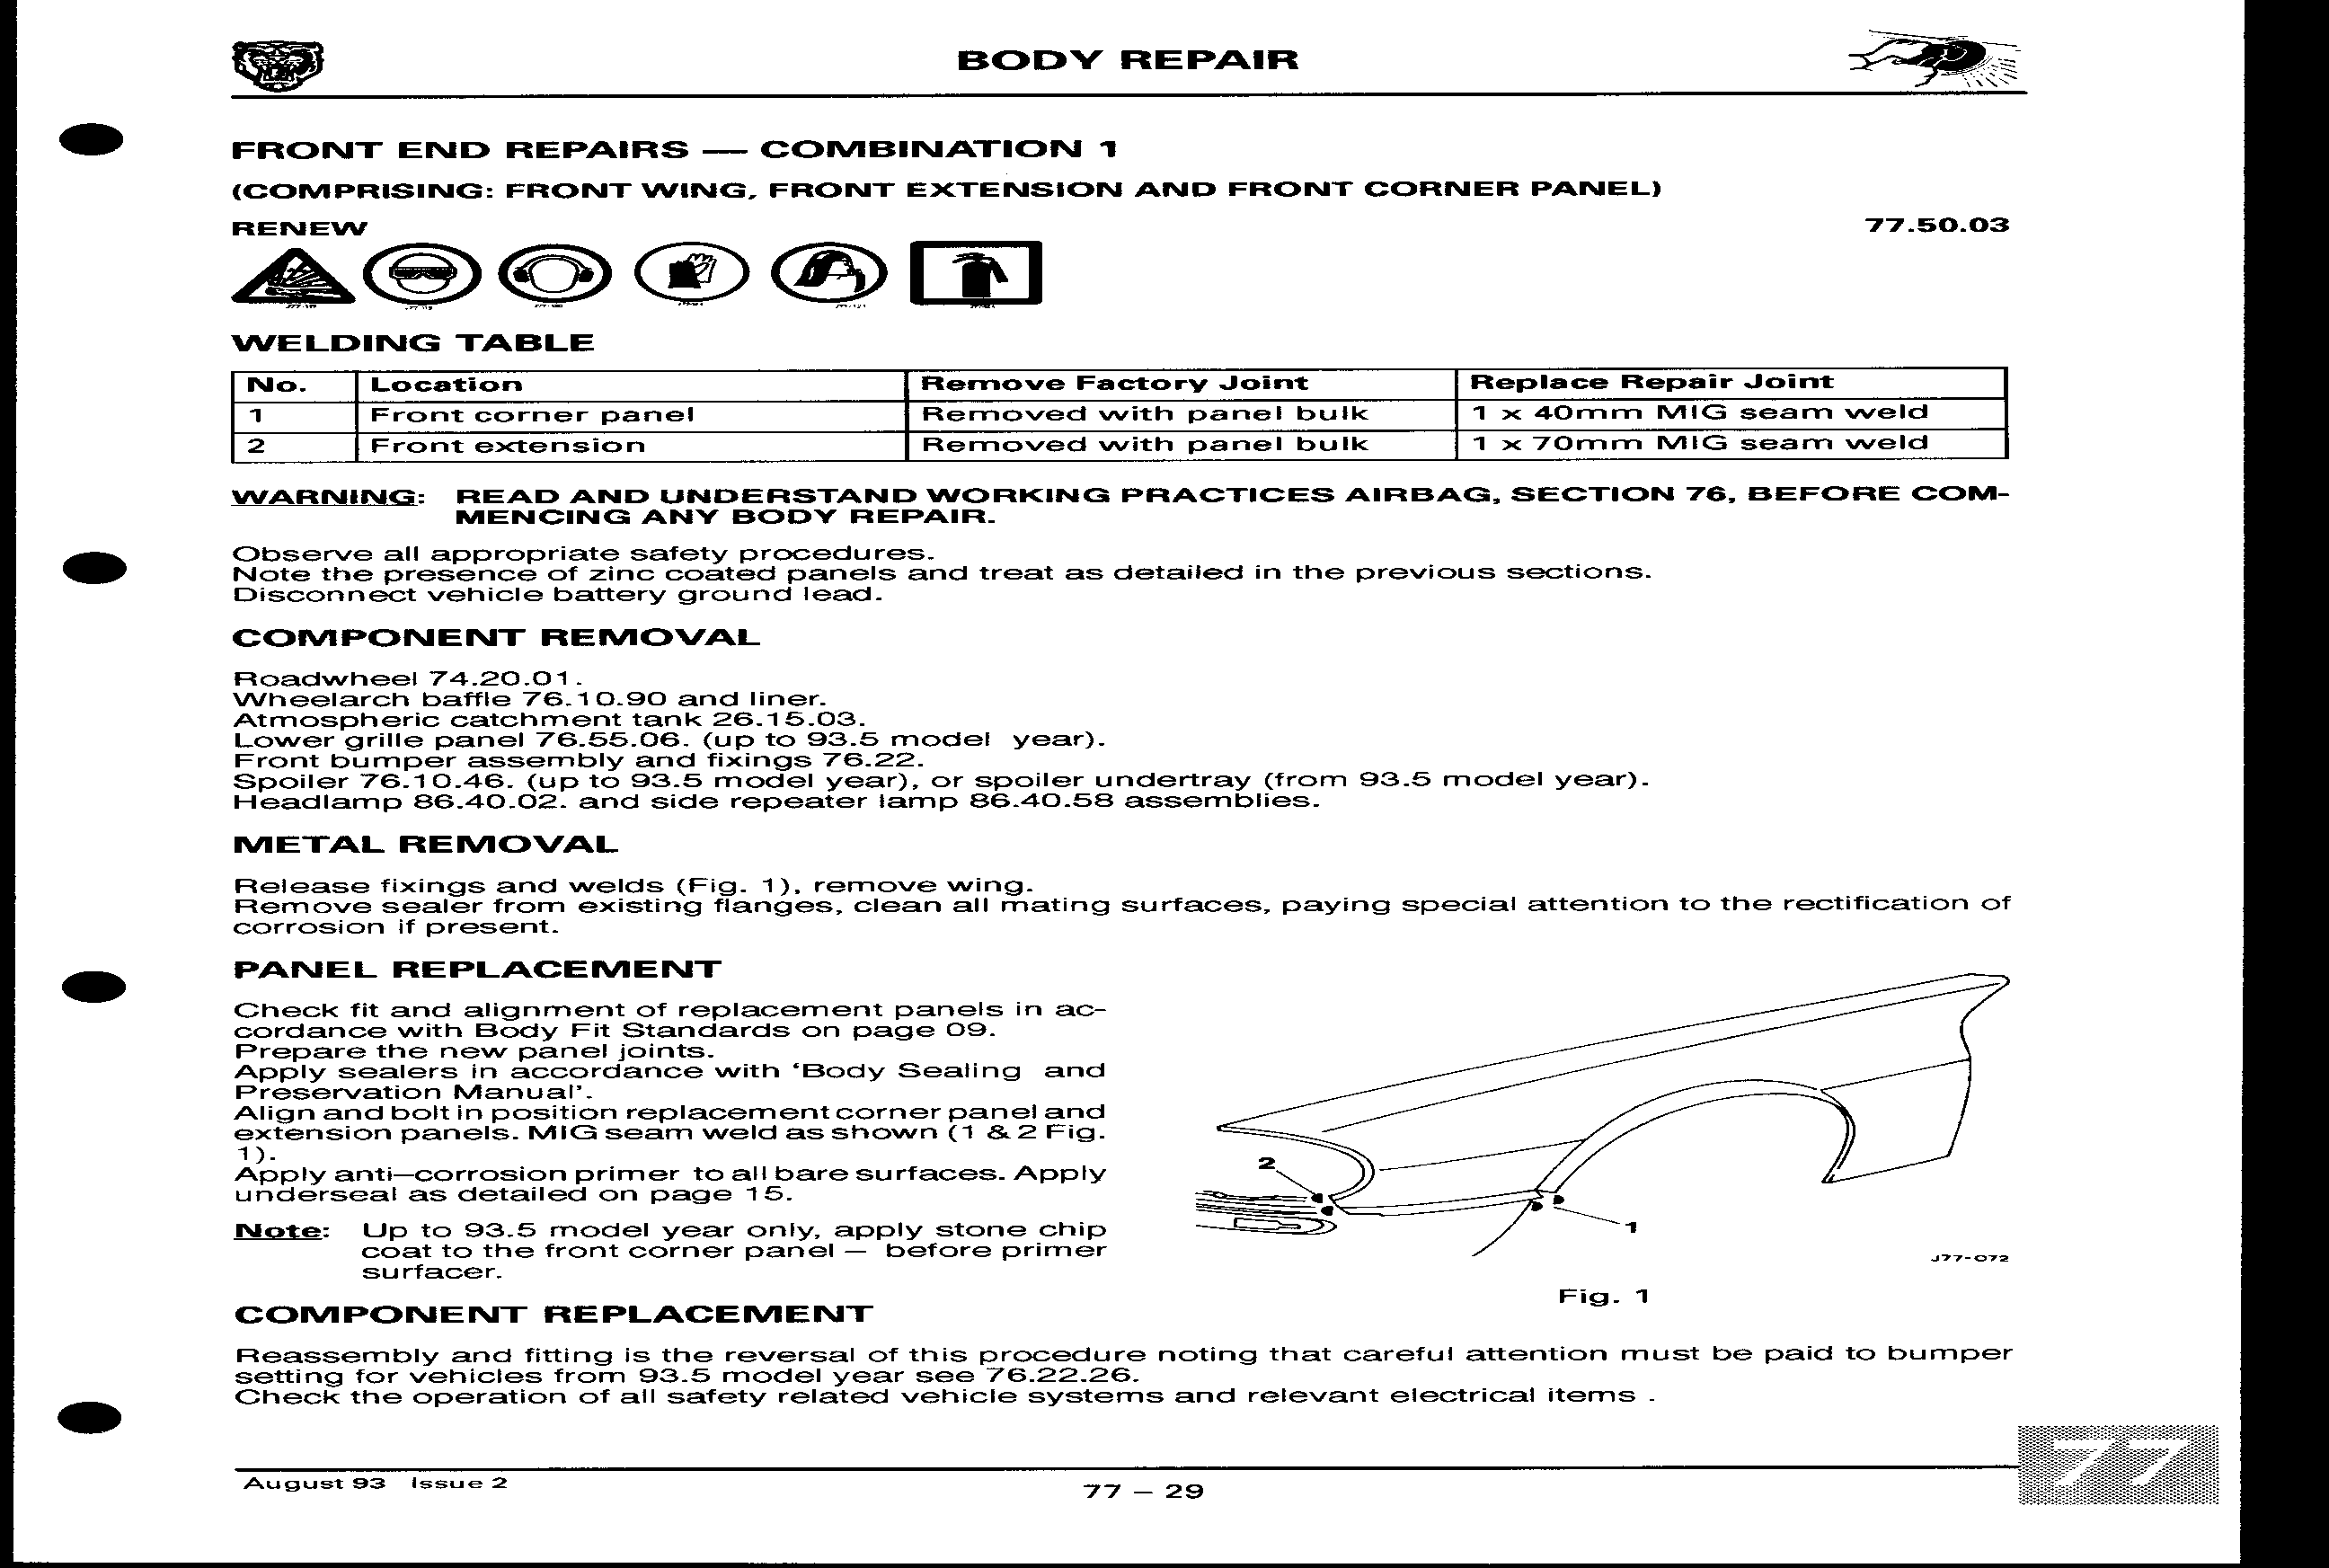 BODY REPAIR
FRONT END REPAIRS — COMBINATION 1
(COMPRISING: FRONT WING, FRONT EXTENSION AND FRONT CORNER PANEL)
RENEW 77.50.03
WELDING TABLE
No. Location Remove Factory Joint Replace Repair Joint
1 Front corner panel Removed with panel bulk 1 x 40mm MIG seam weld
2 Front extension Removed with panel bulk 1 x 70mm MIG seam weld
WARNING: READ AND UNDERSTAND WORKING PRACTICES AIRBAG, SECTION 76, BEFORE COM-
MENCING ANY BODY REPAIR.
Observe all appropriate safety procedures.
Note the presence of zinc coated panels and treat as detailed in the previous sections.
Disconnect vehicle battery ground lead.
COMPONENT REMOVAL
Roadwheel 74.20.01.
Wheelarch baffle 76.10.90 and liner.
Atmospheric catchment tank 26.15.03.
Lower grille panel 76.55.06. (up to 93.5 model year).
Front bumper assembly and fixings 76.22.
Spoiler 76.10.46. (up to 93.5 model year), or spoiler undertray (from 93.5 model year).
Headlamp 86.40.02. and side repeater lamp 86.40.58 assemblies.
METAL REMOVAL
Release fixings and welds (Fig. 1), remove wing.
Remove sealer from existing flanges, clean all mating surfaces, paying special attention to the rectification of
corrosion if present.
PANEL REPLACEMENT
Check fit and alignment of replacement panels in ac-
cordance with Body Fit Standards on page 09.
Prepare the new panel joints.
Apply sealers in accordance with ‘Body Sealing and
Preservation Manual’.
Align and bolt in position replacement corner panel and
extension panels. MIG seam weld as shown (1 & 2 Fig.
1).
Apply anti–corrosion primer to all bare surfaces. Apply
underseal as detailed on page 15.
Note: Up to 93.5 model year only, apply stone chip
coat to the front corner panel – before primer
surfacer.
2
1
J77-072
Fig. 1
COMPONENT REPLACEMENT
Reassembly and fitting is the reversal of this procedure noting that careful attention must be paid to bumper
setting for vehicles from 93.5 model year see 76.22.26.
Check the operation of all safety related vehicle systems and relevant electrical items .
August 93 Issue 2
77 – 29
77